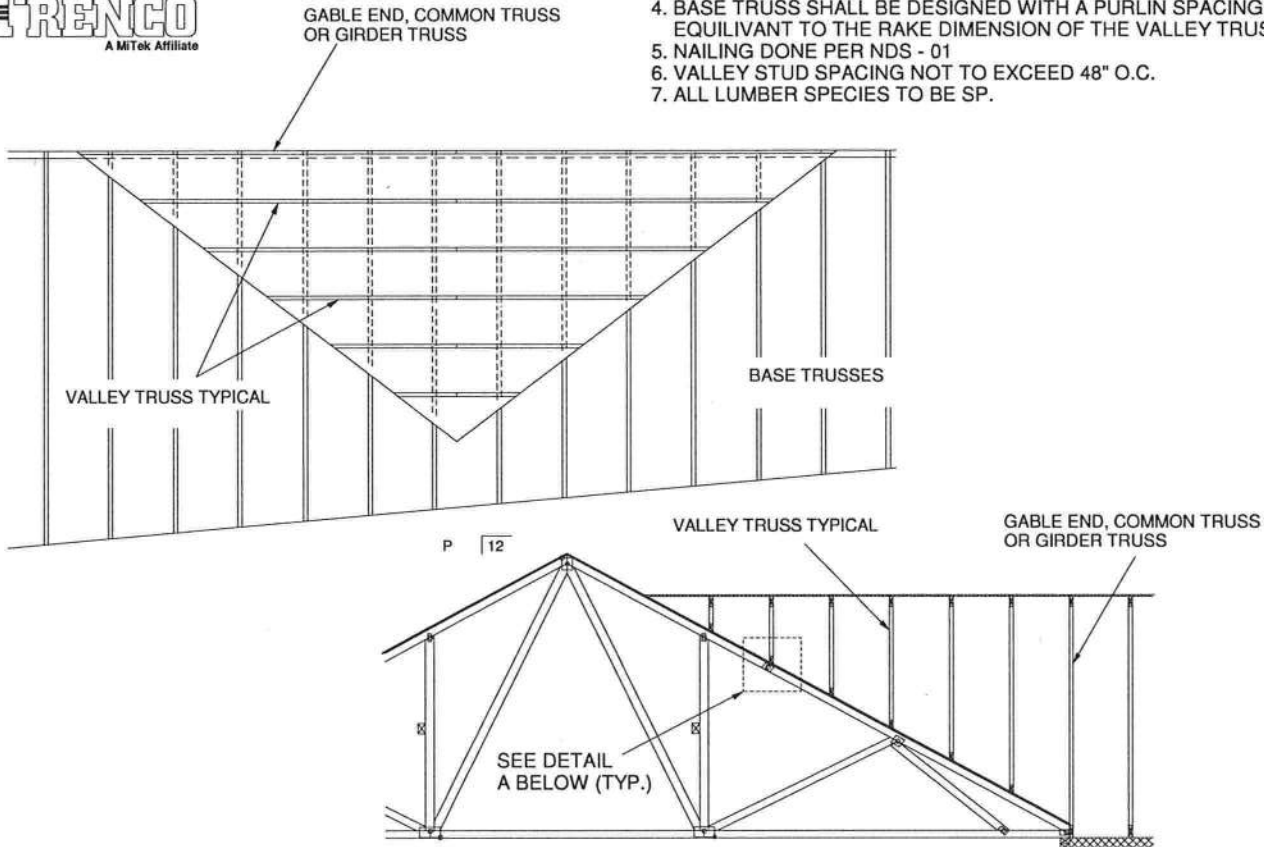 TRENCO
A MiTek Affiliate
GABLE END, COMMON TRUSS
OR GIRDER TRUSS
4. BASE TRUSS SHALL BE DESIGNED WITH A PURLIN SPACING
EQUILIVANT TO THE RAKE DIMENSION OF THE VALLEY TRUS
5. NAILING DONE PER NDS - 01
6. VALLEY STUD SPACING NOT TO EXCEED 48" O.C.
7. ALL LUMBER SPECIES TO BE SP.
VALLEY TRUSS TYPICAL
BASE TRUSSES
P 12
VALLEY TRUSS TYPICAL
GABLE END, COMMON TRUSS
OR GIRDER TRUSS
SEE DETAIL
A BELOW (TYP.)